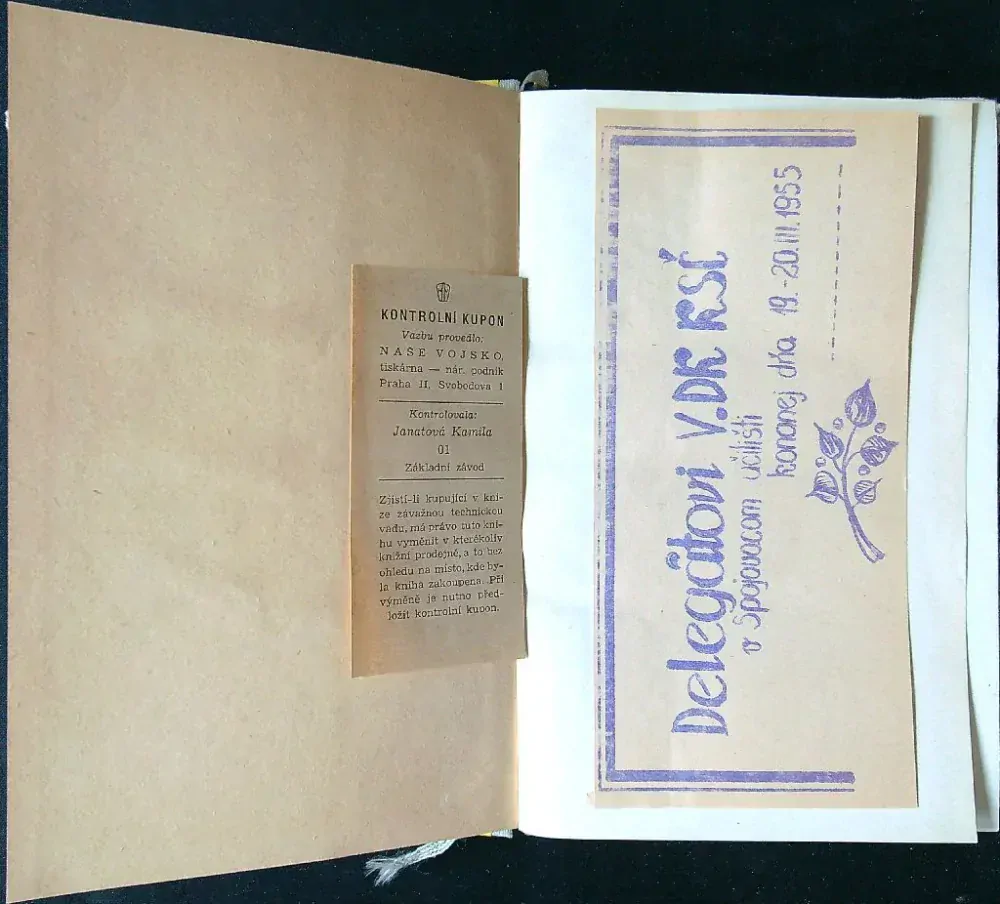 KONTROLNÍ KUPON
Vazbu provedlo:
NAŠE VOJSKO,
tiskárna — nár. podnik
Praha II, Svobodova 1
Kontrolovala:
Janatová Kamila
01
Základní závod
Zjistí-li kupující v kni-
ze závažnou technickou
vadu, má právo tuto kni-
hu vyměnit v kterékoliv
knižní prodejně, a to bez
ohledu na místo, kde by-
la kniha zakoupena. Při
výměně je nutno před-
ložit kontrolní kupon.
Delegátovi V.DK KSČ
v Spojovacom učilišti
konanej dňa 19.-20.III.1955